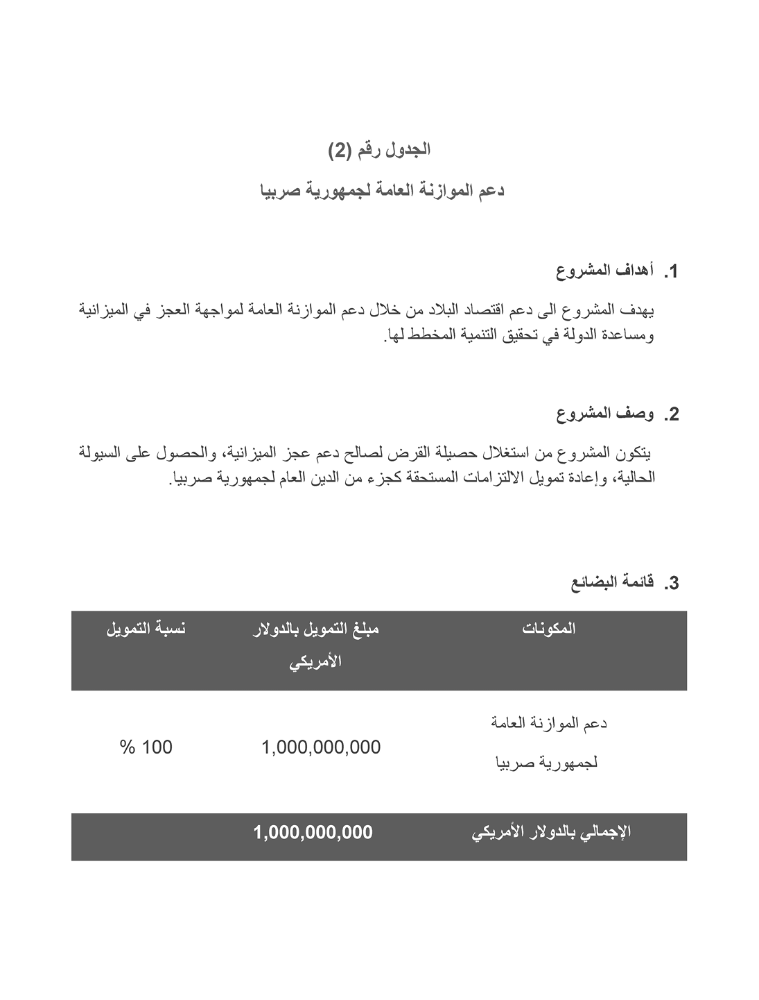 الجدول رقم (2)
دعم الموازنة العامة لجمهورية صربيا
1. أهداف المشروع
يهدف المشروع الى دعم اقتصاد البلاد من خلال دعم الموازنة العامة لمواجهة العجز في الميزانية
ومساعدة الدولة في تحقيق التنمية المخطط لها.
2. وصف المشروع
يتكون المشروع من استغلال حصيلة القرض لصالح دعم عجز الميزانية، والحصول على السيولة
الحالية، وإعادة تمويل الالتزامات المستحقة كجزء من الدين العام لجمهورية صربيا.
3. قائمة البضائع
المكونات مبلغ التمويل بالدولار نسبة التمويل
الأمريكي
دعم الموازنة العامة
1,000,000,000 100 %
لجمهورية صربيا
الإجمالي بالدولار الأمريكي 1,000,000,000